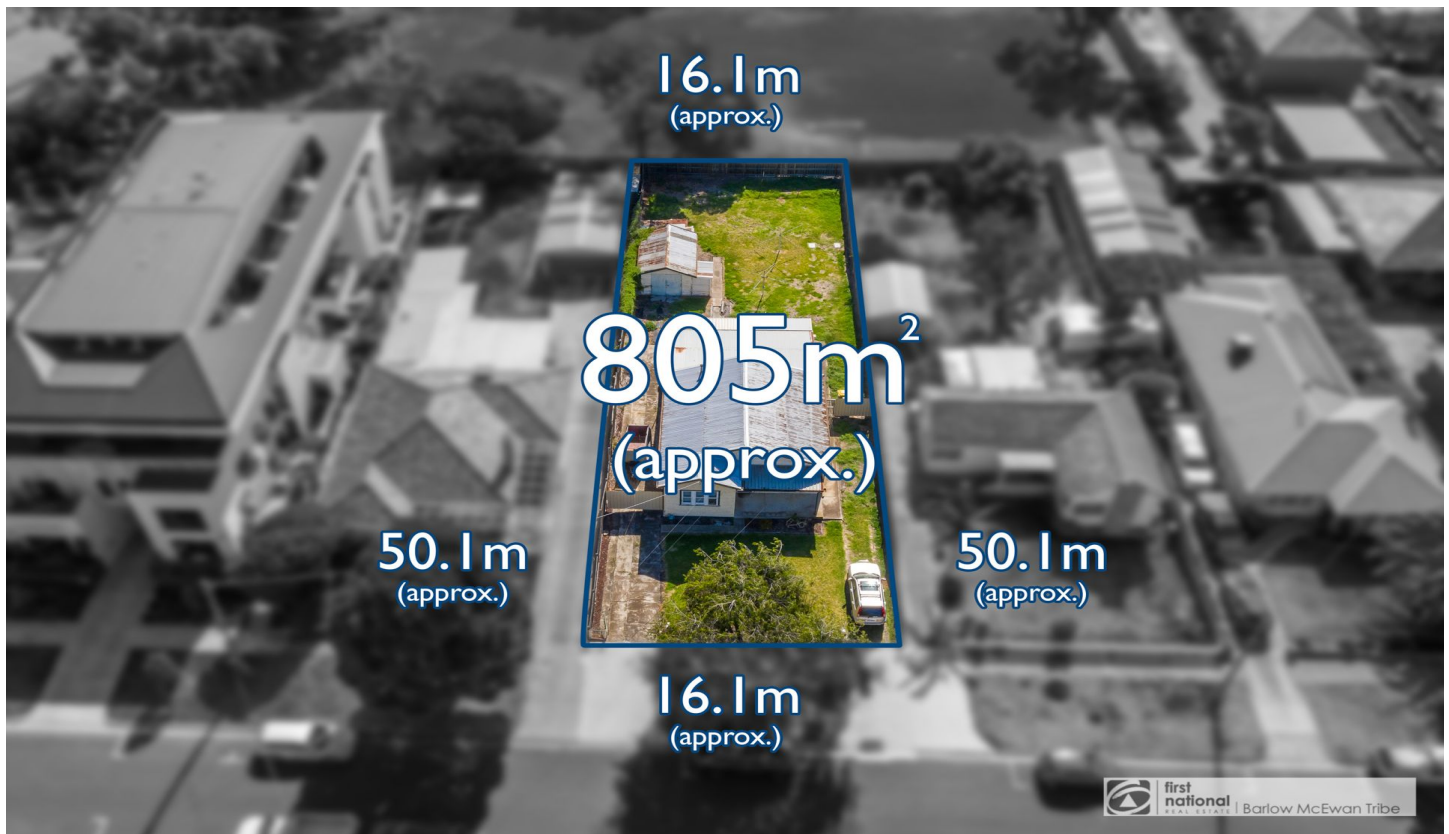 16.1m
(approx.)
805m²
(approx.)
50.1m
(approx.)
50.1m
(approx.)
16.1m
(approx.)
first
national
REAL ESTATE
Barlow McEwan Tribe